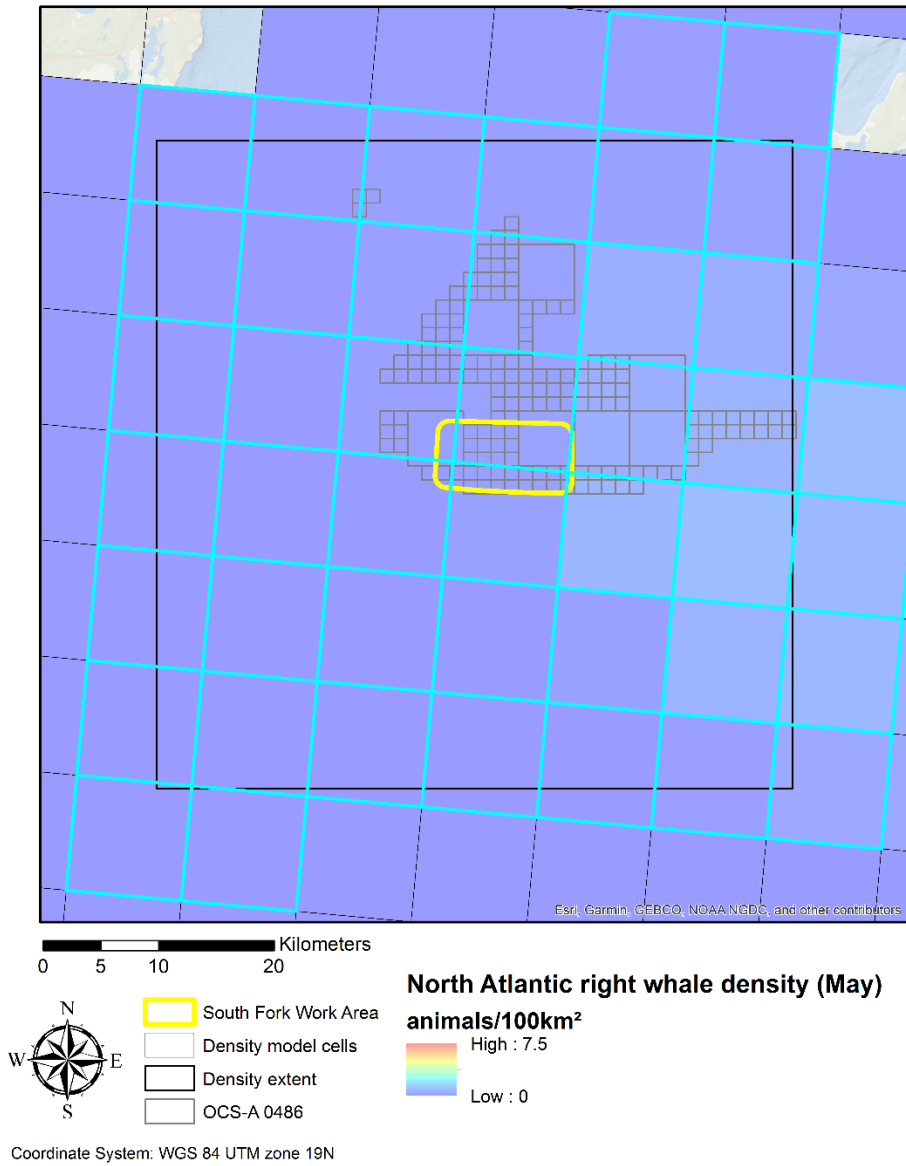 Esri, Garmin, GEBCO, NOAA NGDC, and other contributors
Kilometers
0 5 10 20
N
W E
S
South Fork Work Area
Density model cells
Density extent
OCS-A 0486
North Atlantic right whale density (May)
animals/100km²
High : 7.5
Low : 0
Coordinate System: WGS 84 UTM zone 19N